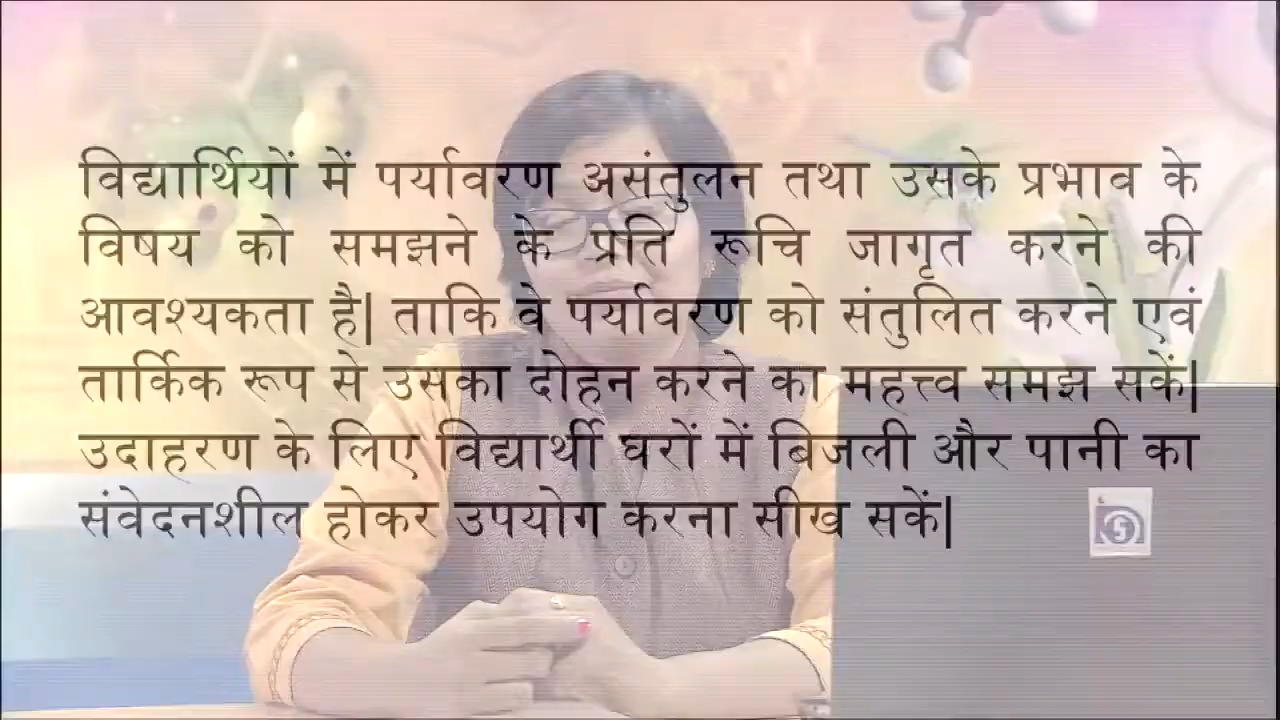 विद्यार्थियों में पर्यावरण असंतुलन तथा उसके प्रभाव के
विषय को समझने के प्रति रूचि जागृत करने की
आवश्यकता है| ताकि वे पर्यावरण को संतुलित करने एवं
तार्किक रूप से उसका दोहन करने का महत्त्व समझ सकें|
उदाहरण के लिए विद्यार्थी घरों में बिजली और पानी का
संवेदनशील होकर उपयोग करना सीख सकें|
5